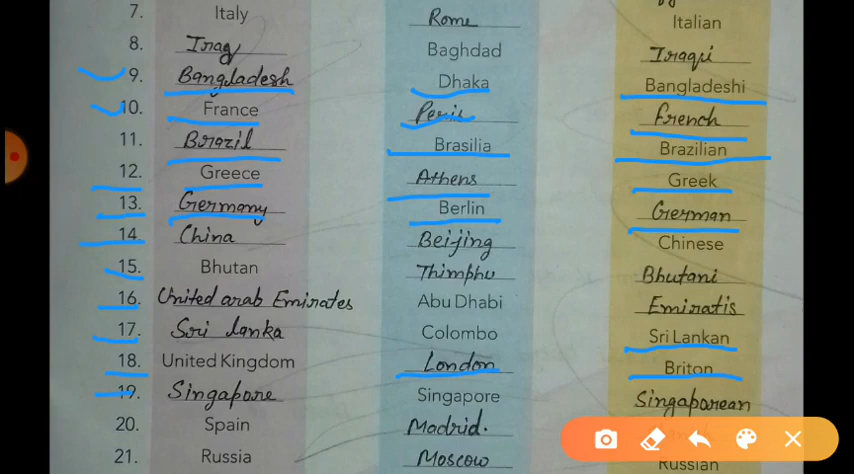 7. Italy Rome Italian
8. Iraq Baghdad Iraqi
9. Bangladesh Dhaka Bangladeshi
10. France Peris French
11. Brazil Brasilia Brazilian
12. Greece Athens Greek
13. Germany Berlin German
14. China Beijing Chinese
15. Bhutan Thimphu Bhutani
16. United arab Emirates Abu Dhabi Emiratis
17. Sri lanka Colombo Sri Lankan
18. United Kingdom London Briton
19. Singapore Singapore Singaporean
20. Spain Madrid.
21. Russia Moscow Russian